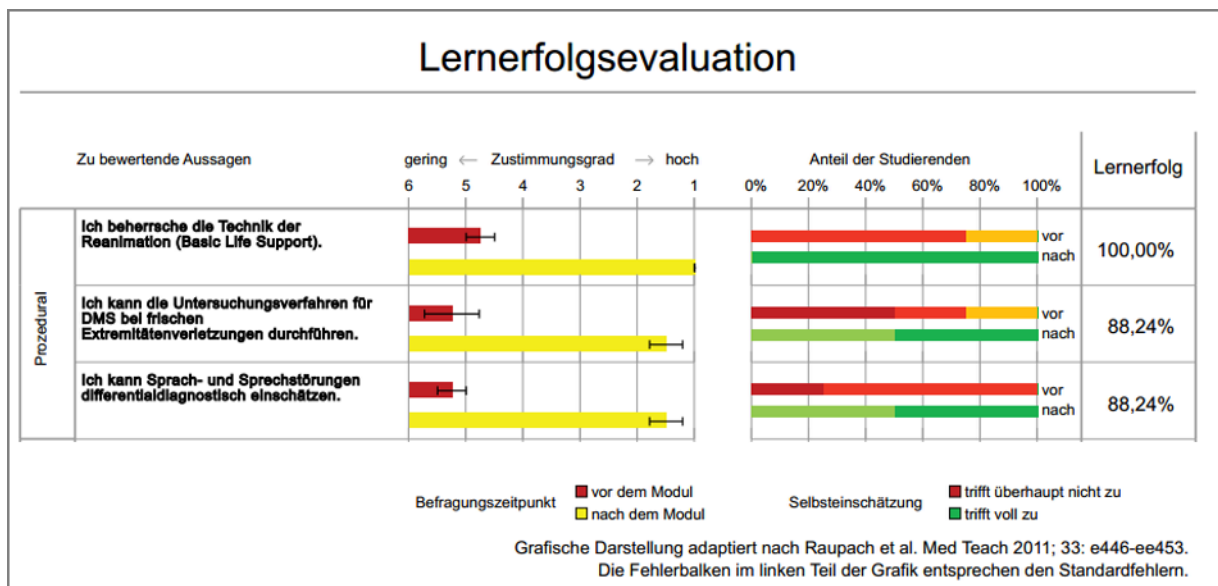 Lernerfolgsevaluation
Zu bewertende Aussagen
gering ← Zustimmungsgrad → hoch
Anteil der Studierenden
Lernerfolg
6 5 4 3 2 1
0% 20% 40% 60% 80% 100%
Prozedural
Ich beherrsche die Technik der
Reanimation (Basic Life Support).
vor
nach
100,00%
Ich kann die Untersuchungsverfahren für
DMS bei frischen
Extremitätenverletzungen durchführen.
vor
nach
88,24%
Ich kann Sprach- und Sprechstörungen
differentialdiagnostisch einschätzen.
vor
nach
88,24%
Befragungszeitpunkt
vor dem Modul
nach dem Modul
Selbsteinschätzung
trifft überhaupt nicht zu
trifft voll zu
Grafische Darstellung adaptiert nach Raupach et al. Med Teach 2011; 33: e446-ee453.
Die Fehlerbalken im linken Teil der Grafik entsprechen den Standardfehlern.